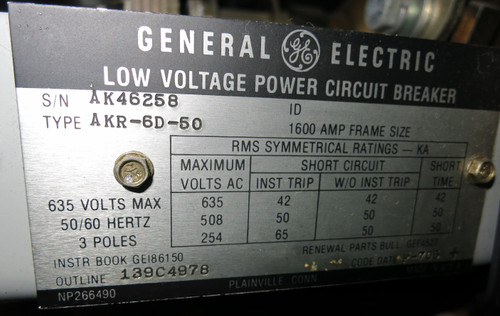 GENERAL GE ELECTRIC
LOW VOLTAGE POWER CIRCUIT BREAKER
S/N AK46258 ID
TYPE AKR-6D-50 1600 AMP FRAME SIZE
RMS SYMMETRICAL RATINGS — KA
MAXIMUM SHORT CIRCUIT SHORT
VOLTS AC INST TRIP W/O INST TRIP TIME
635 42 42 42
508 50 50 50
254 65 50 50
635 VOLTS MAX
50/60 HERTZ
3 POLES
INSTR BOOK GEI86150 RENEWAL PARTS BULL
OUTLINE 139C4978 CODE DATE
NP266490 PLAINVILLE CONN